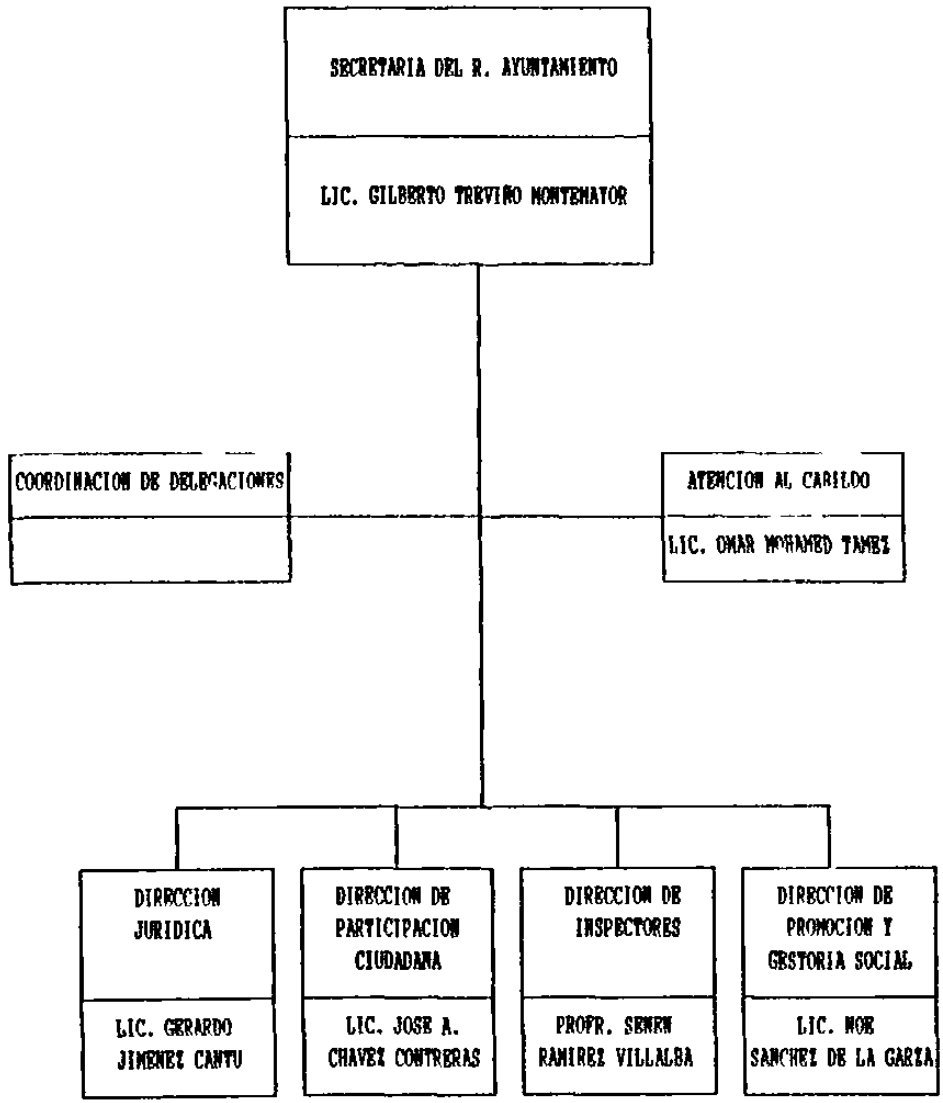 SECRETARIA DEL R. AYUNTAMIENTO
LIC. GILBERTO TREVIÑO MONTEMAYOR
COORDINACION DE DELEGACIONES
ATENCION AL CABILDO
LIC. OMAR MOHAMED TAMEZ
DIRECCION
JURIDICA
LIC. GERARDO
JIMENEZ CANTU
DIRECCION DE
PARTICIPACION
CIUDADANA
LIC. JOSE A.
CHAVEZ CONTRERAS
DIRECCION DE
INSPECTORES
PROFR. SENEN
RAMIREZ VILLALBA
DIRECCION DE
PROMOCION Y
GESTORIA SOCIAL
LIC. NOE
SANCHEZ DE LA GARZA